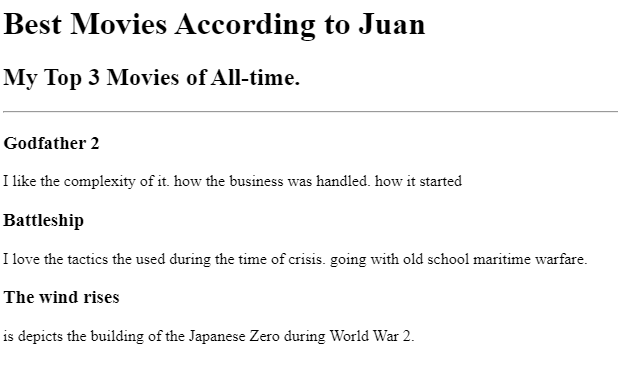 Best Movies According to Juan
My Top 3 Movies of All-time.
Godfather 2
I like the complexity of it. how the business was handled. how it started
Battleship
I love the tactics the used during the time of crisis. going with old school maritime warfare.
The wind rises
is depicts the building of the Japanese Zero during World War 2.